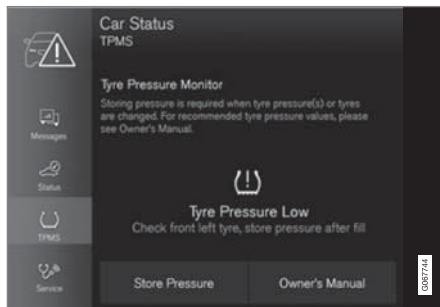 Car Status
TPMS
Tyre Pressure Monitor
Storing pressure is required when tyre pressure(s) or tyres
are changed. For recommended tyre pressure values, please
see Owner's Manual.
Messages
Status
TPMS
Service
Tyre Pressure Low
Check front left tyre, store pressure after fill
Store Pressure
Owner's Manual
G067744